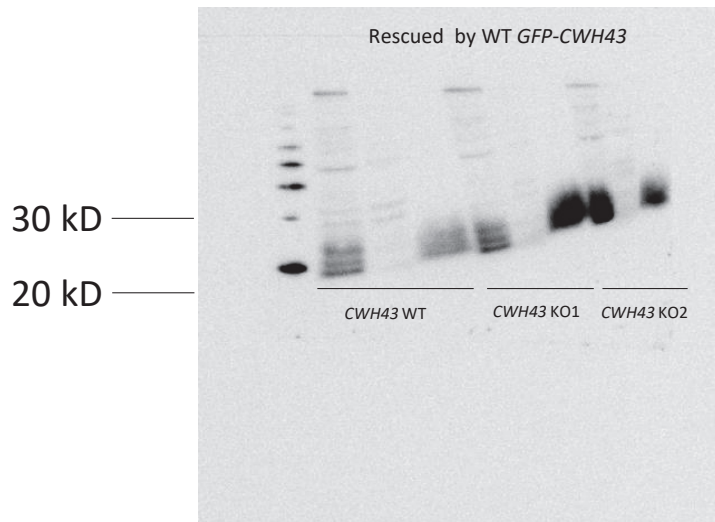 Rescued by WT GFP-CWH43
30 kD
20 kD
CWH43 WT
CWH43 KO1
CWH43 KO2